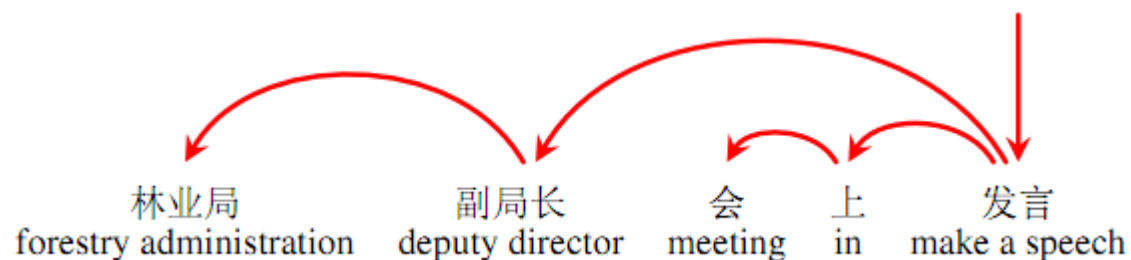 林业局 副局长 会 上 发言
forestry administration deputy director meeting in make a speech